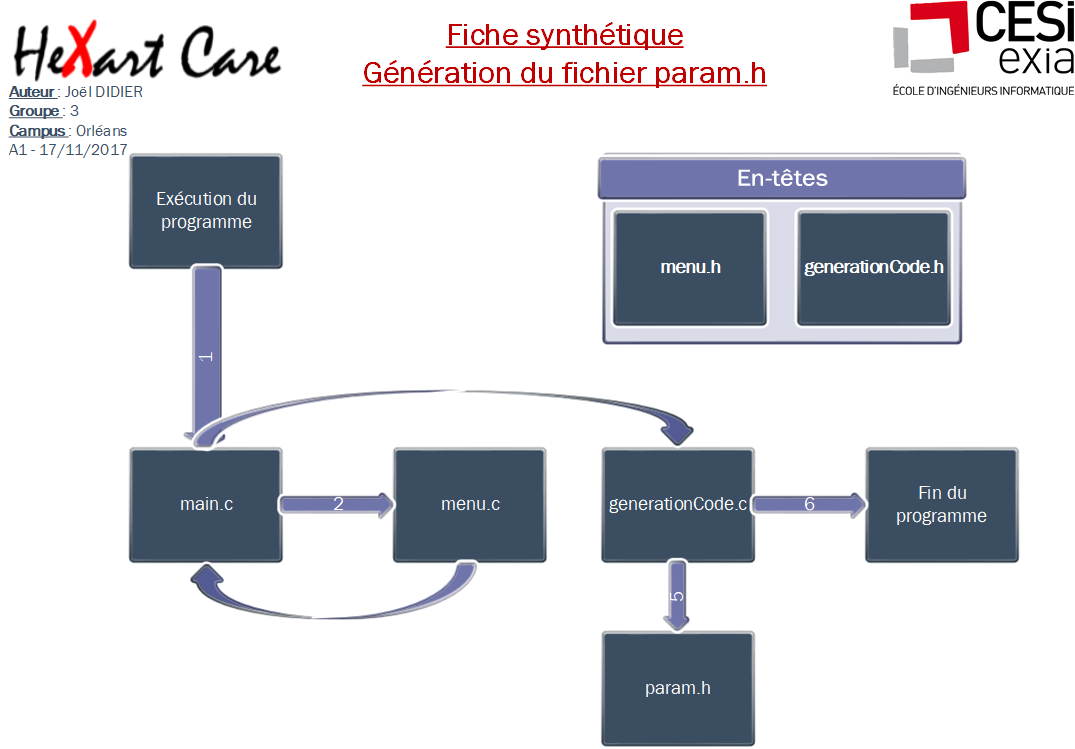 HeXart Care
Fiche synthétique
Génération du fichier param.h
CESi
exia
ÉCOLE D'INGÉNIEURS INFORMATIQUE
Auteur : Joël DIDIER
Groupe : 3
Campus : Orléans
A1 - 17/11/2017
Exécution du
programme
En-têtes
menu.h
generationCode.h
1
main.c
2
menu.c
generationCode.c
6
Fin du
programme
5
param.h